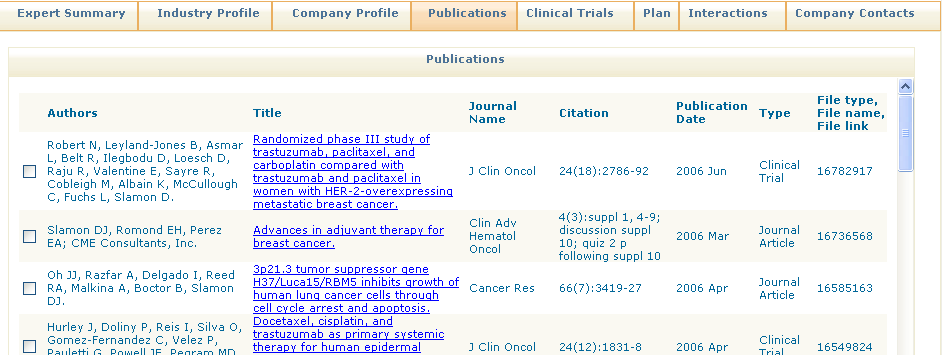 Expert Summary Industry Profile Company Profile Publications Clinical Trials Plan Interactions Company Contacts
Publications
Authors Title Journal Name Citation Publication Date Type File type, File name, File link
Robert N, Leyland-Jones B, Asmar
L, Belt R, Ilegbodu D, Loesch D,
Raju R, Valentine E, Sayre R,
Cobleigh M, Albain K, McCullough
C, Fuchs L, Slamon D.
Randomized phase III study of
trastuzumab, paclitaxel, and
carboplatin compared with
trastuzumab and paclitaxel in
women with HER-2-overexpressing
metastatic breast cancer.
J Clin Oncol
24(18):2786-92
2006 Jun
Clinical
Trial
16782917
Slamon DJ, Romond EH, Perez
EA; CME Consultants, Inc.
Advances in adjuvant therapy for
breast cancer.
Clin Adv
Hematol
Oncol
4(3):suppl 1, 4-9;
discussion suppl
10; quiz 2 p
following suppl 10
2006 Mar
Journal
Article
16736568
Oh JJ, Razfar A, Delgado I, Reed
RA, Malkina A, Boctor B, Slamon
DJ.
3p21.3 tumor suppressor gene
H37/Luca15/RBM5 inhibits growth of
human lung cancer cells through
cell cycle arrest and apoptosis.
Cancer Res
66(7):3419-27
2006 Apr
Journal
Article
16585163
Hurley J, Doliny P, Reis I, Silva O,
Gomez-Fernandez C, Velez P,
Pauletti G, Powell JE, Pegram MD,
Docetaxel, cisplatin, and
trastuzumab as primary systemic
therapy for human epidermal
J Clin Oncol
24(12):1831-8
2006 Apr
Clinical
Trial
16549824